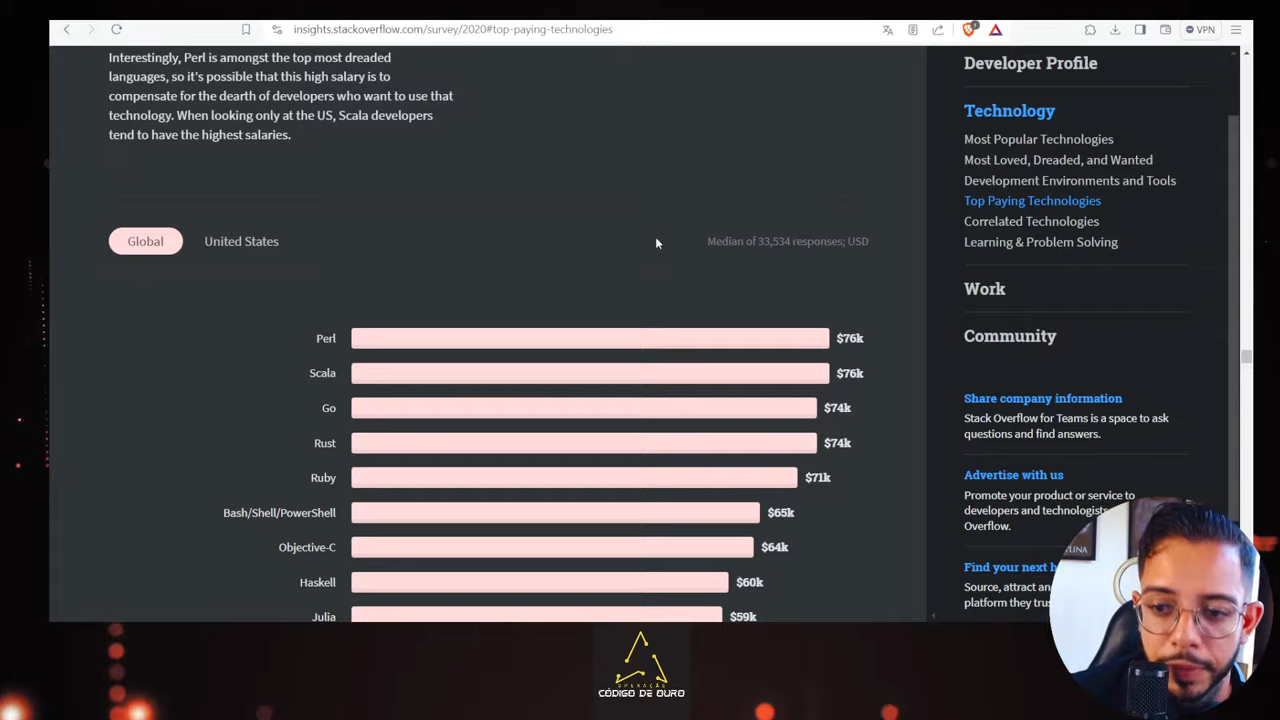 insights.stackoverflow.com/survey/2020#top-paying-technologies
1
VPN
Interestingly, Perl is amongst the top most dreaded
languages, so it's possible that this high salary is to
compensate for the dearth of developers who want to use that
technology. When looking only at the US, Scala developers
tend to have the highest salaries.
Global
United States
Median of 33,534 responses; USD
Perl $76k
Scala $76k
Go $74k
Rust $74k
Ruby $71k
Bash/Shell/PowerShell $65k
Objective-C $64k
Haskell $60k
Julia $59k
Developer Profile
Technology
Most Popular Technologies
Most Loved, Dreaded, and Wanted
Development Environments and Tools
Top Paying Technologies
Correlated Technologies
Learning & Problem Solving
Work
Community
Share company information
Stack Overflow for Teams is a space to ask
questions and find answers.
Advertise with us
Promote your product or service to
developers and technologists
Overflow.
Find your next
Source, attract
platform they
OPERAÇÃO
CÓDIGO DE OURO